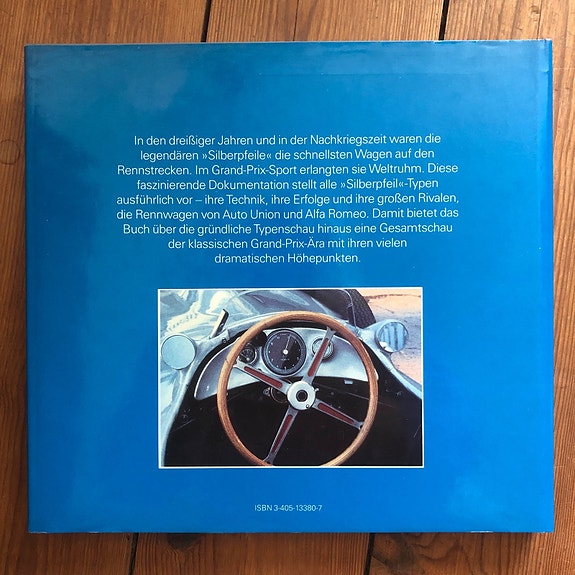 In den dreißiger Jahren und in der Nachkriegszeit waren die
legendären »Silberpfeile« die schnellsten Wagen auf den
Rennstrecken. Im Grand-Prix-Sport erlangten sie Weltruhm. Diese
faszinierende Dokumentation stellt alle »Silberpfeil«-Typen
ausführlich vor – ihre Technik, ihre Erfolge und ihre großen Rivalen,
die Rennwagen von Auto Union und Alfa Romeo. Damit bietet das
Buch über die gründliche Typenschau hinaus eine Gesamtschau
der klassischen Grand-Prix-Ära mit ihren vielen
dramatischen Höhepunkten.
ISBN 3-405-13380-7